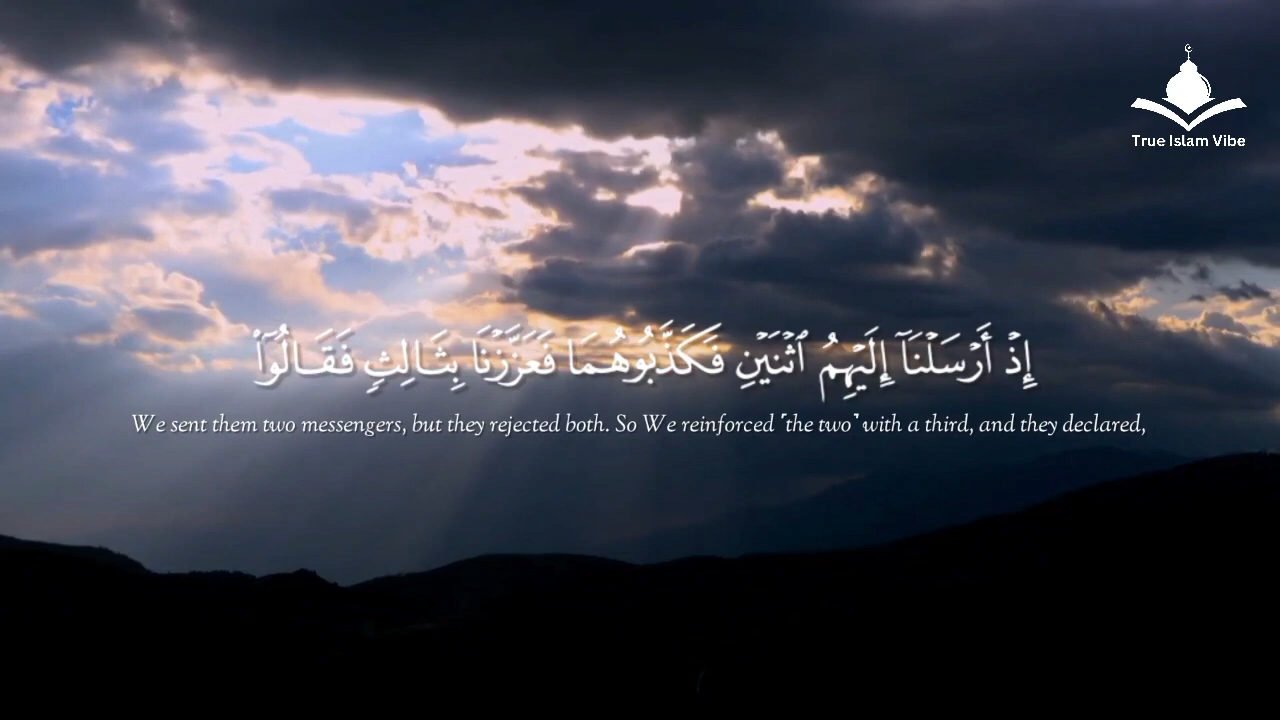 True Islam Vibe
إِذْ أَرْسَلْنَآ إِلَيْهِمُ ٱثْنَيْنِ فَكَذَّبُوهُمَا فَعَزَّزْنَا بِثَالِثٍ فَقَالُوٓا۟
We sent them two messengers, but they rejected both. So We reinforced ˹the two˺ with a third, and they declared,